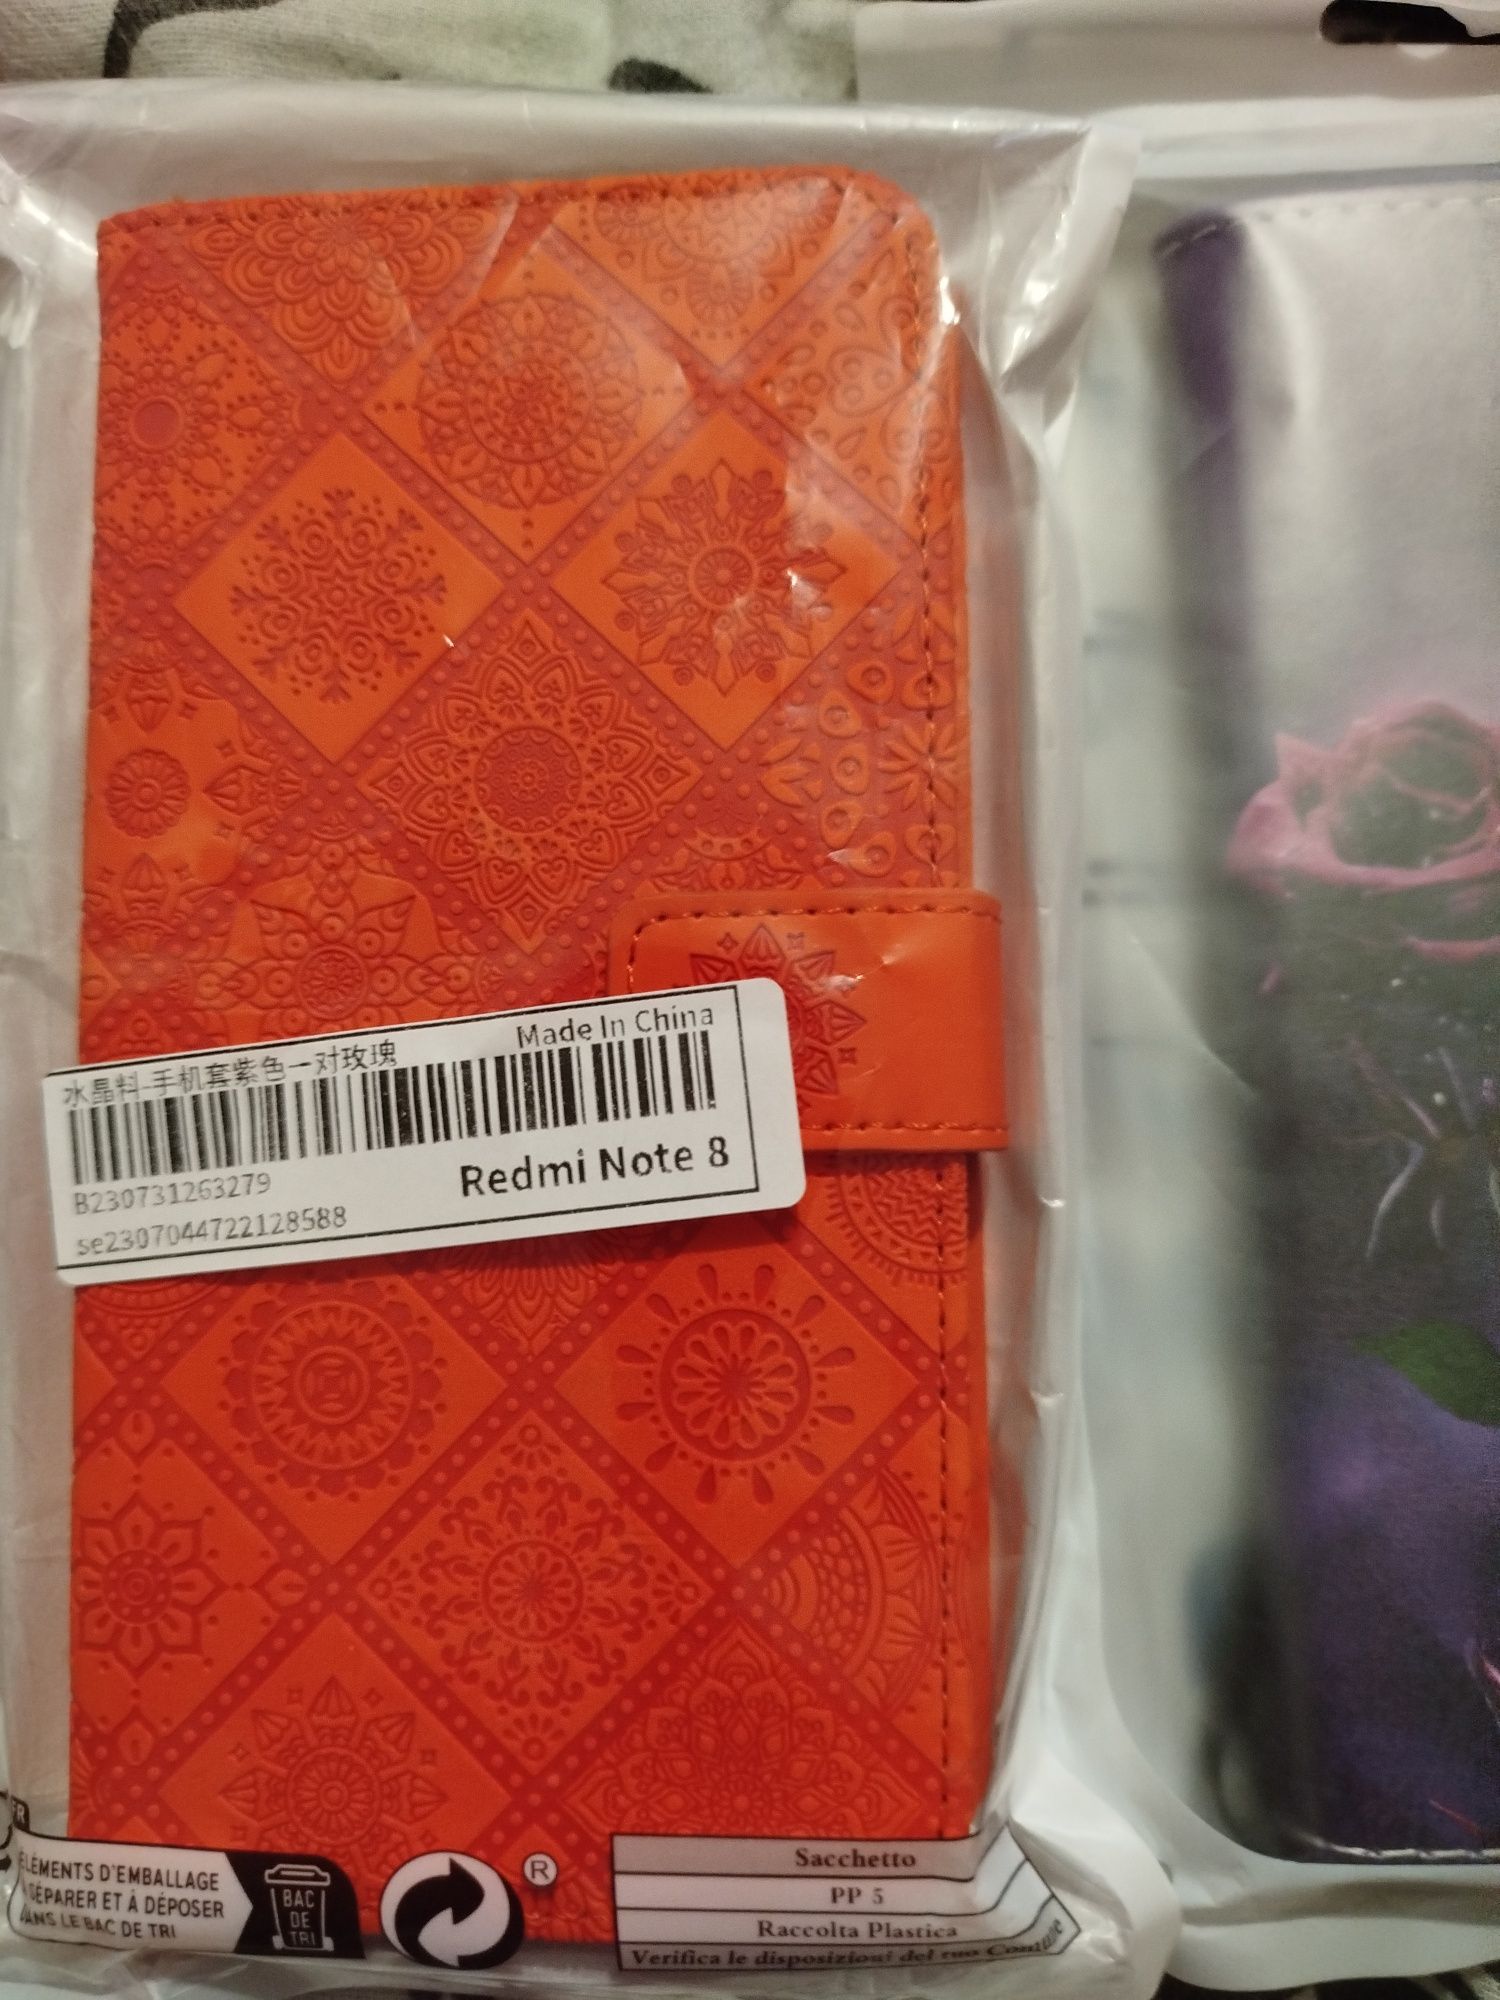 Made In China
水晶料-手机套紫色一对玫瑰
B230731263279
Redmi Note 8
se2307044722128588
FR
ÉLÉMENTS D'EMBALLAGE
À SÉPARER ET À DÉPOSER
DANS LE BAC DE TRI
BAC
DE
TRI
®
Sacchetto
PP 5
Raccolta Plastica
Verifica le disposizioni del tuo Comune